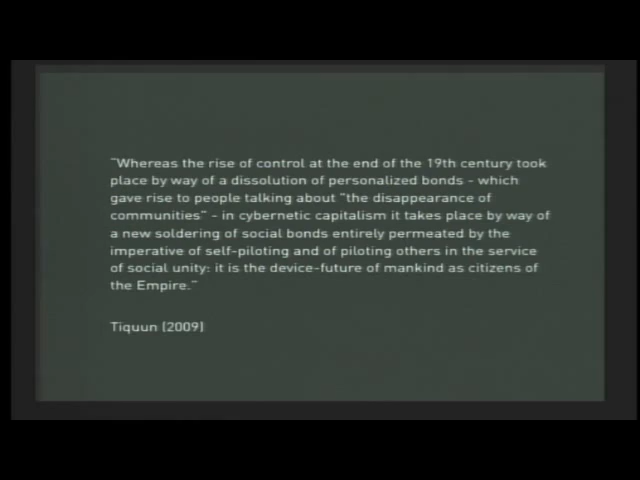 "Whereas the rise of control at the end of the 19th century took
place by way of a dissolution of personalized bonds - which
gave rise to people talking about "the disappearance of
communities" - in cybernetic capitalism it takes place by way of
a new soldering of social bonds entirely permeated by the
imperative of self-piloting and of piloting others in the service
of social unity: it is the device-future of mankind as citizens of
the Empire."
Tiquun (2009)